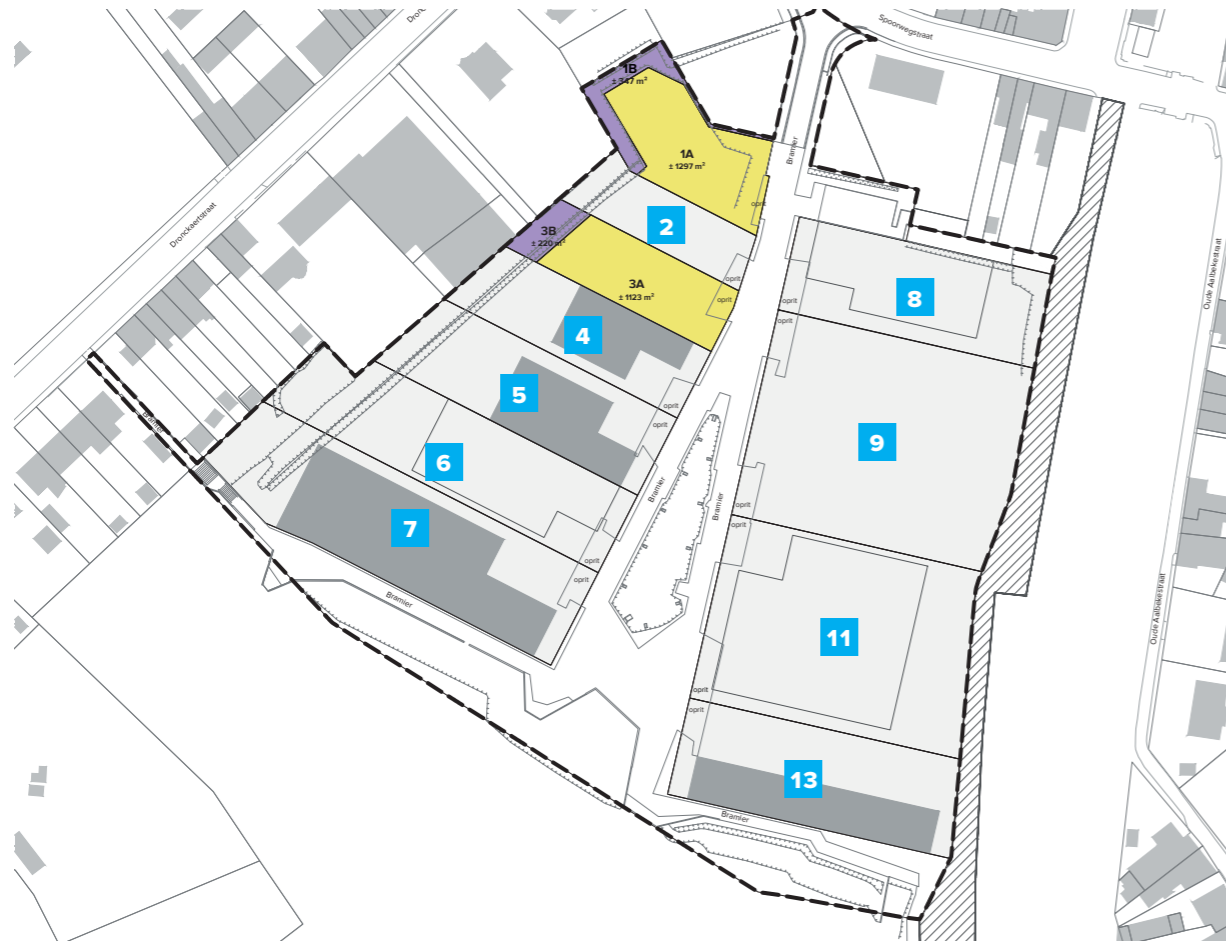 Dronckaertstraat
Spoorwegstraat
1B
± 347 m²
Bramier
1A
± 1297 m²
oprit
Dronckaertstraat
2
3B
± 220 m²
Oude Aalbekestraat
oprit
3A
± 1123 m²
oprit
oprit
8
oprit
4
5
oprit
oprit
Bramier
9
6
Bramier
Bramier
oprit
oprit
7
oprit
oprit
Bramier
Oude Aalbekestraat
11
oprit
oprit
13
Bramier